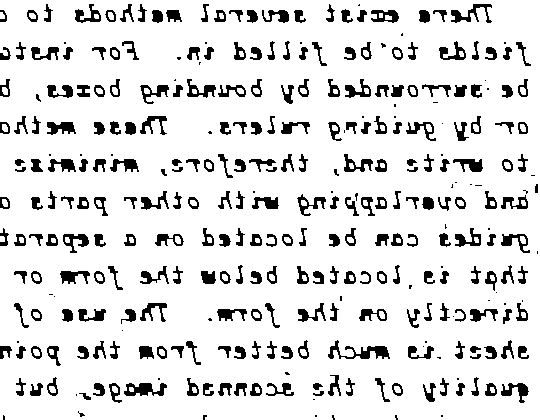 There exist several methods to
fields to be filled in. For insta
be surrounded by bounding boxes, b
or by guiding rulers. These metho
to write and, therefore, minimize
and overlapping with other parts o
guides can be located on a separat
that is located below the form or
directly on the form. The use of
sheet is much better from the poin
quality of the scanned image, but